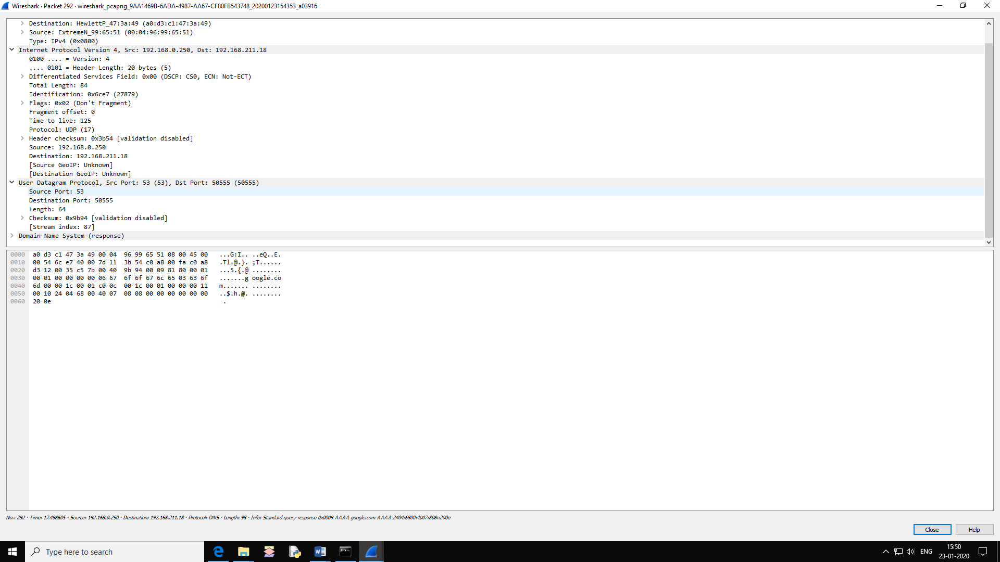 Wireshark · Packet 292 · wireshark_pcapng_9AA1469B-6ADA-4987-AA67-CF80FB543748_20200123154353_a03916
Destination: HewlettP_47:3a:49 (a0:d3:c1:47:3a:49)
Source: ExtremeN_99:65:51 (00:04:96:99:65:51)
Type: IPv4 (0x0800)
Internet Protocol Version 4, Src: 192.168.0.250, Dst: 192.168.211.18
0100 .... = Version: 4
.... 0101 = Header Length: 20 bytes (5)
Differentiated Services Field: 0x00 (DSCP: CS0, ECN: Not-ECT)
Total Length: 84
Identification: 0x6ce7 (27879)
Flags: 0x02 (Don't Fragment)
Fragment offset: 0
Time to live: 125
Protocol: UDP (17)
Header checksum: 0x3b54 [validation disabled]
Source: 192.168.0.250
Destination: 192.168.211.18
[Source GeoIP: Unknown]
[Destination GeoIP: Unknown]
User Datagram Protocol, Src Port: 53 (53), Dst Port: 50555 (50555)
Source Port: 53
Destination Port: 50555
Length: 64
Checksum: 0x9b94 [validation disabled]
[Stream index: 87]
Domain Name System (response)
0000 a0 d3 c1 47 3a 49 00 04 96 99 65 51 08 00 45 00 ...G:I.. ..eQ..E.
0010 00 54 6c e7 40 00 7d 11 3b 54 c0 a8 00 fa c0 a8 .Tl.@.}. ;T......
0020 d3 12 00 35 c5 7b 00 40 9b 94 00 09 81 80 00 01 ...5.{.@ ........
0030 00 01 00 00 00 00 06 67 6f 6f 67 6c 65 03 63 6f .......g oogle.co
0040 6d 00 00 1c 00 01 c0 0c 00 1c 00 01 00 00 00 11 m....... ........
0050 00 10 24 04 68 00 40 07 08 08 00 00 00 00 00 00 ..$.h.@. ........
0060 20 0e .
No.: 292 · Time: 17.498605 · Source: 192.168.0.250 · Destination: 192.168.211.18 · Protocol: DNS · Length: 98 · Info: Standard query response 0x0009 AAAA google.com AAAA 2404:6800:4007:808::200e
Close Help
Type here to search
ENG
15:50
23-01-2020